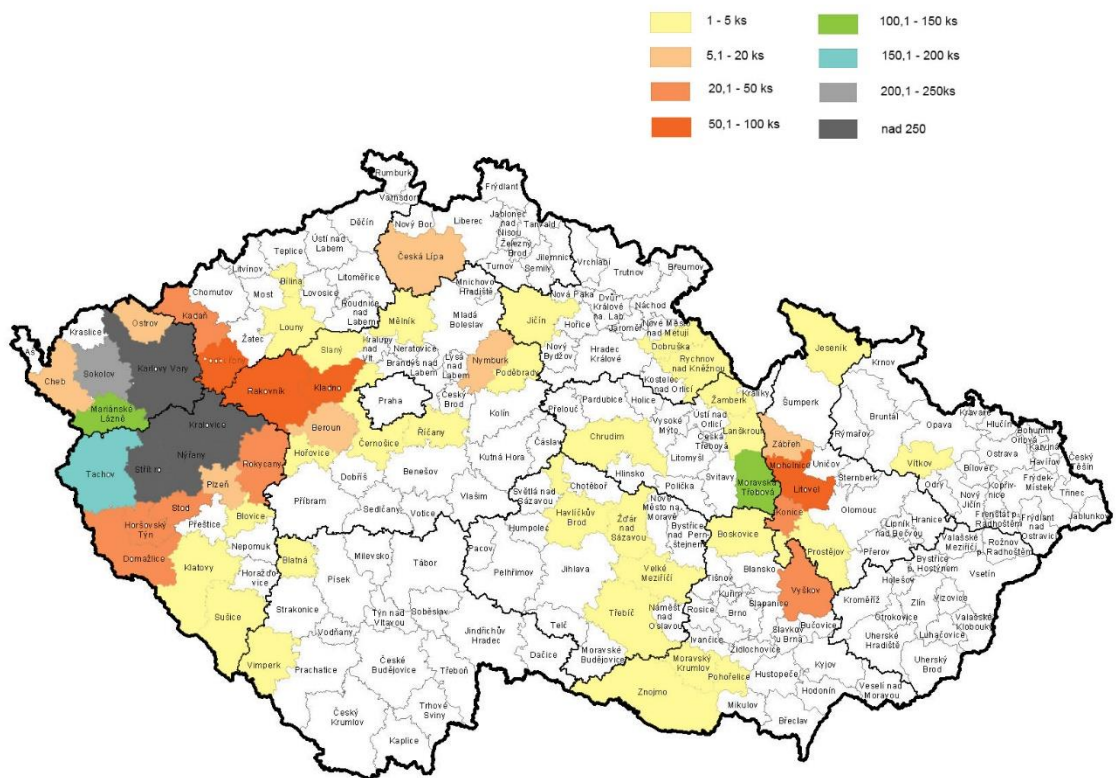 1 - 5 ks
5,1 - 20 ks
20,1 - 50 ks
50,1 - 100 ks
100,1 - 150 ks
150,1 - 200 ks
200,1 - 250ks
nad 250
Rumburk
Varnsdorf
Frýdlant
Děčín
Nový Bor
Liberec
Jablonec
nad
Nisou
Tanvald
Železný
Brod
Jilemnice
Semily
Turnov
Vrchlabí
Trutnov
Broumov
Ústí nad
Labem
Teplice
Litvínov
Česká Lípa
Chomutov
Most
Bílina
Lovosice
Litoměřice
Roudnice
nad
Labem
Mnichovo
Hradiště
Mladá
Boleslav
Nová Paka
Jičín
Hořice
Dvůr
Králové
na. Lab.
Jaroměř
Náchod
Nové Město
nad Metují
Dobruška
Rychnov
nad Kněžnou
Kostelec
nad Orlicí
Nový
Bydžov
Hradec
Králové
Kraslice
Ostrov
Kadaň
Žatec
Louny
Mělník
Aš
Cheb
Sokolov
Karlovy Vary
Mariánské
Lázně
Rakovník
Slaný
Kladno
Kralupy
nad Vlt.
Neratovice
Brandýs nad
Labem
Lysá
nad
Labem
Nymburk
Poděbrady
Praha
Český
Brod
Kolín
Říčany
Černošice
Beroun
Hořovice
Kutná Hora
Čáslav
Přelouč
Pardubice
Holice
Vysoké
Mýto
Ústí nad
Orlicí
Česká
Třebová
Žamberk
Králíky
Lanškroun
Litomyšl
Chrudim
Hlinsko
Polička
Svitavy
Moravská
Třebová
Jeseník
Krnov
Šumperk
Bruntál
Rýmařov
Opava
Kravaře
Hlučín
Bohumín
Orlová
Karviná
Havířov
Český
Těšín
Ostrava
Frýdek-
Místek
Třinec
Jablunkov
Vítkov
Bílovec
Odry
Nový
Jičín
Kopřiv-
nice
Frenštát p.
Radhoštěm
Frýdlant
nad
Ostravicí
Zábřeh
Mohelnice
Uničov
Litovel
Šternberk
Olomouc
Konice
Prostějov
Přerov
Lipník
nad
Bečvou
Hranice
Valašské
Meziříčí
Rožnov
p. Radhoštěm
Bystřice
p. Hostýnem
Vsetín
Holešov
Kroměříž
Zlín
Vizovice
Otrokovice
Valašské
Klobouky
Luhačovice
Uherské
Hradiště
Uherský
Brod
Kralovice
Nýřany
Stříbro
Tachov
Plzeň
Rokycany
Stod
Horšovský
Týn
Domažlice
Přeštice
Blovice
Nepomuk
Klatovy
Horažďo-
vice
Sušice
Příbram
Dobříš
Benešov
Sedlčany
Votice
Vlašim
Světlá nad
Sázavou
Chotěboř
Havlíčkův
Brod
Žďár
nad
Sázavou
Nové
Město na
Moravě
Bystřice
nad Pern-
štejnem
Humpolec
Pelhřimov
Pacov
Jihlava
Velké
Meziříčí
Třebíč
Náměšť
nad
Oslavou
Telč
Moravské
Budějovice
Blatná
Strakonice
Písek
Milevsko
Tábor
Soběslav
Týn nad
Vltavou
Vodňany
Vimperk
Prachatice
České
Budějovice
Třeboň
Jindřichův
Hradec
Dačice
Český
Krumlov
Trhové
Sviny
Kaplice
Boskovice
Blansko
Tišnov
Kuřim
Brno
Rosice
Šlapanice
Vyškov
Bučovice
Slavkov
u Brna
Ivančice
Židlochovice
Moravský
Krumlov
Pohořelice
Znojmo
Hustopeče
Kyjov
Hodonín
Veselí nad
Moravou
Mikulov
Břeclav